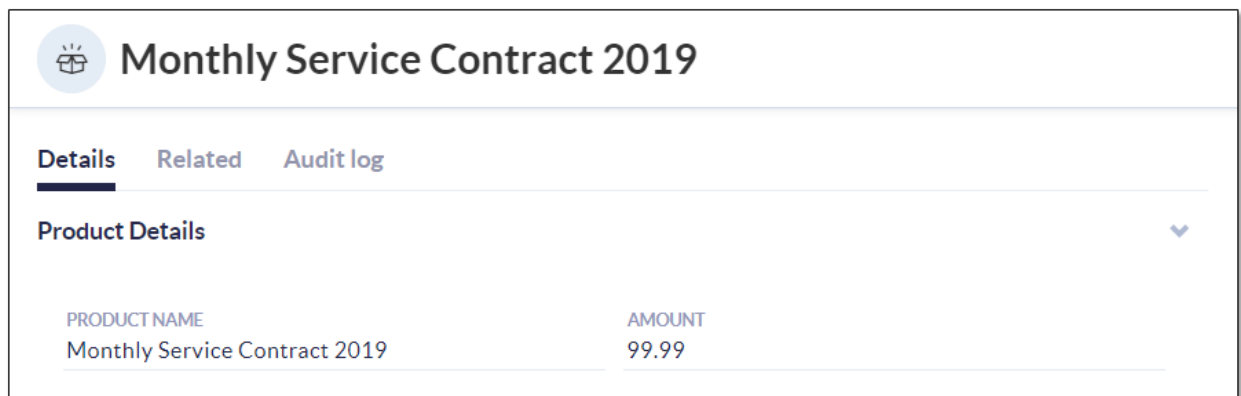 Monthly Service Contract 2019
Details Related Audit log
Product Details
PRODUCT NAME AMOUNT
Monthly Service Contract 2019 99.99